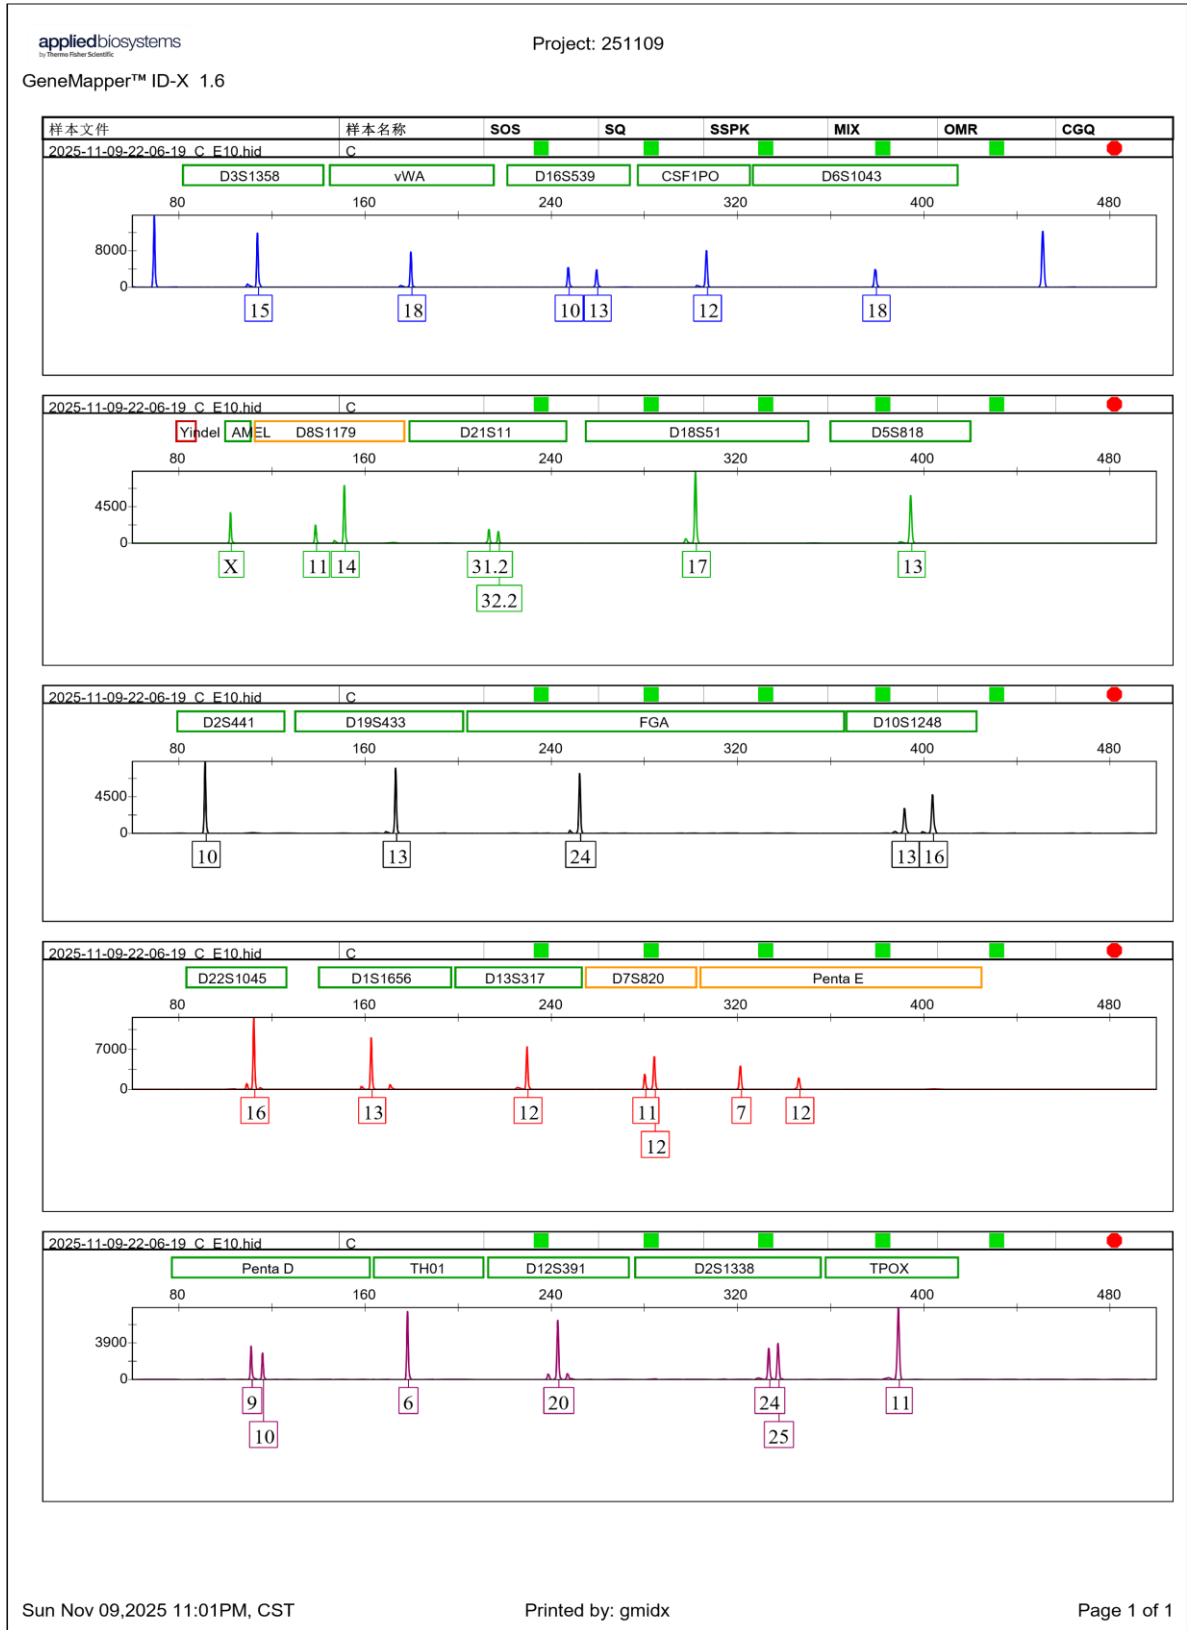 appliedbiosystems
by Thermo Fisher Scientific
Project: 251109
GeneMapper™ ID-X 1.6
样本文件 样本名称 SOS SQ SSPK MIX OMR CGQ
2025-11-09-22-06-19_C_E10.hid C
D3S1358 vWA D16S539 CSF1PO D6S1043
80 160 240 320 400 480
8000
0
15 18 10 13 12 18
2025-11-09-22-06-19_C_E10.hid C
Yindel AMEL D8S1179 D21S11 D18S51 D5S818
80 160 240 320 400 480
4500
0
X 11 14 31.2 17 13
32.2
2025-11-09-22-06-19_C_E10.hid C
D2S441 D19S433 FGA D10S1248
80 160 240 320 400 480
4500
0
10 13 24 13 16
2025-11-09-22-06-19_C_E10.hid C
D22S1045 D1S1656 D13S317 D7S820 Penta E
80 160 240 320 400 480
7000
0
16 13 12 11 7 12
12
2025-11-09-22-06-19_C_E10.hid C
Penta D TH01 D12S391 D2S1338 TPOX
80 160 240 320 400 480
3900
0
9 6 20 24 11
10 25
Sun Nov 09,2025 11:01PM, CST Printed by: gmidx Page 1 of 1